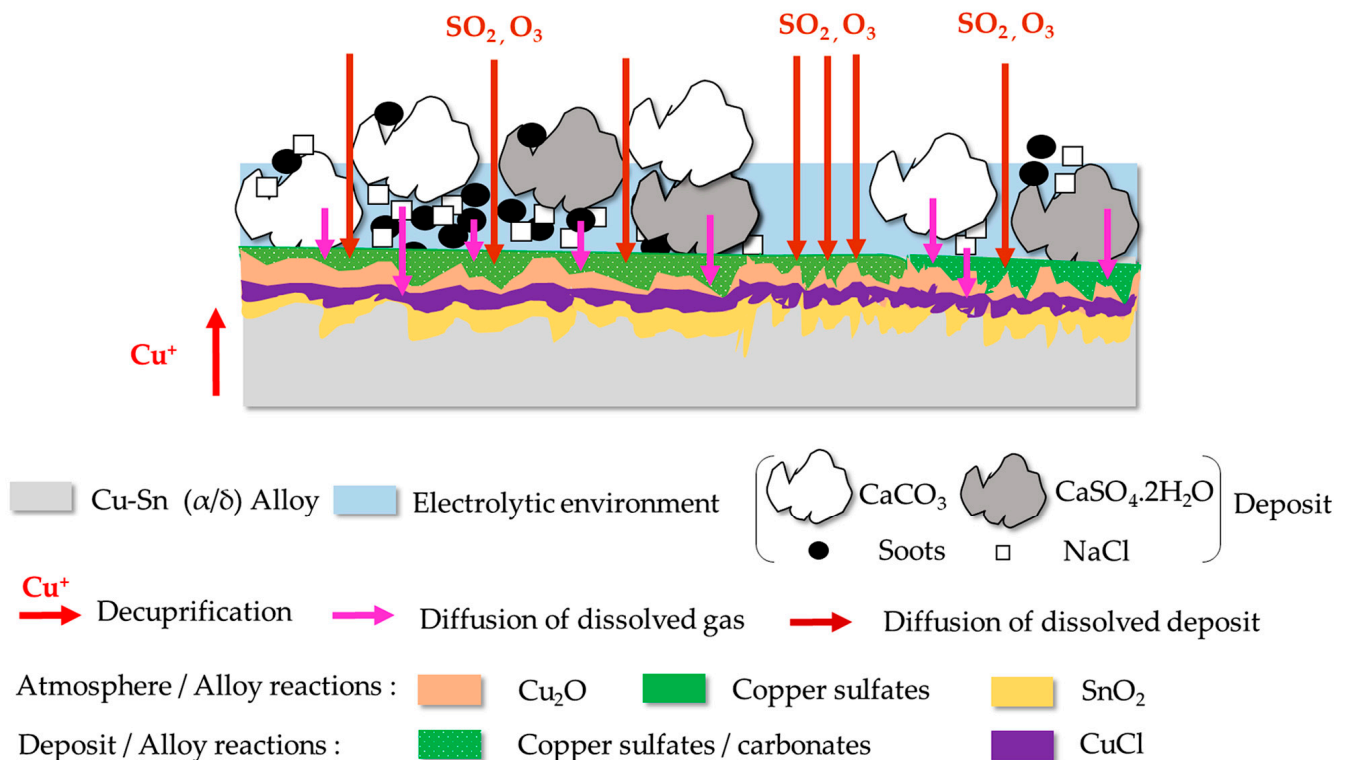 SO₂, O₃
SO₂, O₃
SO₂, O₃
Cu⁺
Cu-Sn (α/δ) Alloy
Electrolytic environment
CaCO₃
CaSO₄.2H₂O
Deposit
Soots
NaCl
Cu⁺
Decuprification
Diffusion of dissolved gas
Diffusion of dissolved deposit
Atmosphere / Alloy reactions :
Cu₂O
Copper sulfates
SnO₂
Deposit / Alloy reactions :
Copper sulfates / carbonates
CuCl